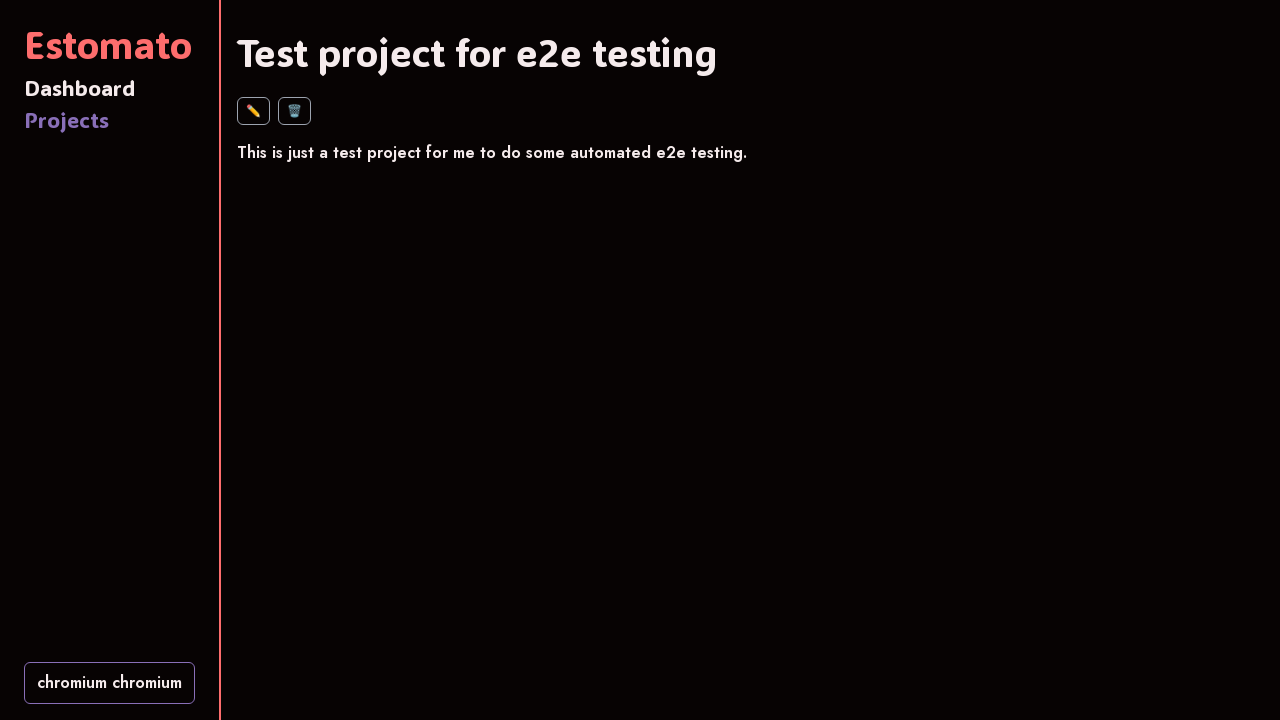 Estomato
Dashboard
Projects
Test project for e2e testing
This is just a test project for me to do some automated e2e testing.
chromium chromium